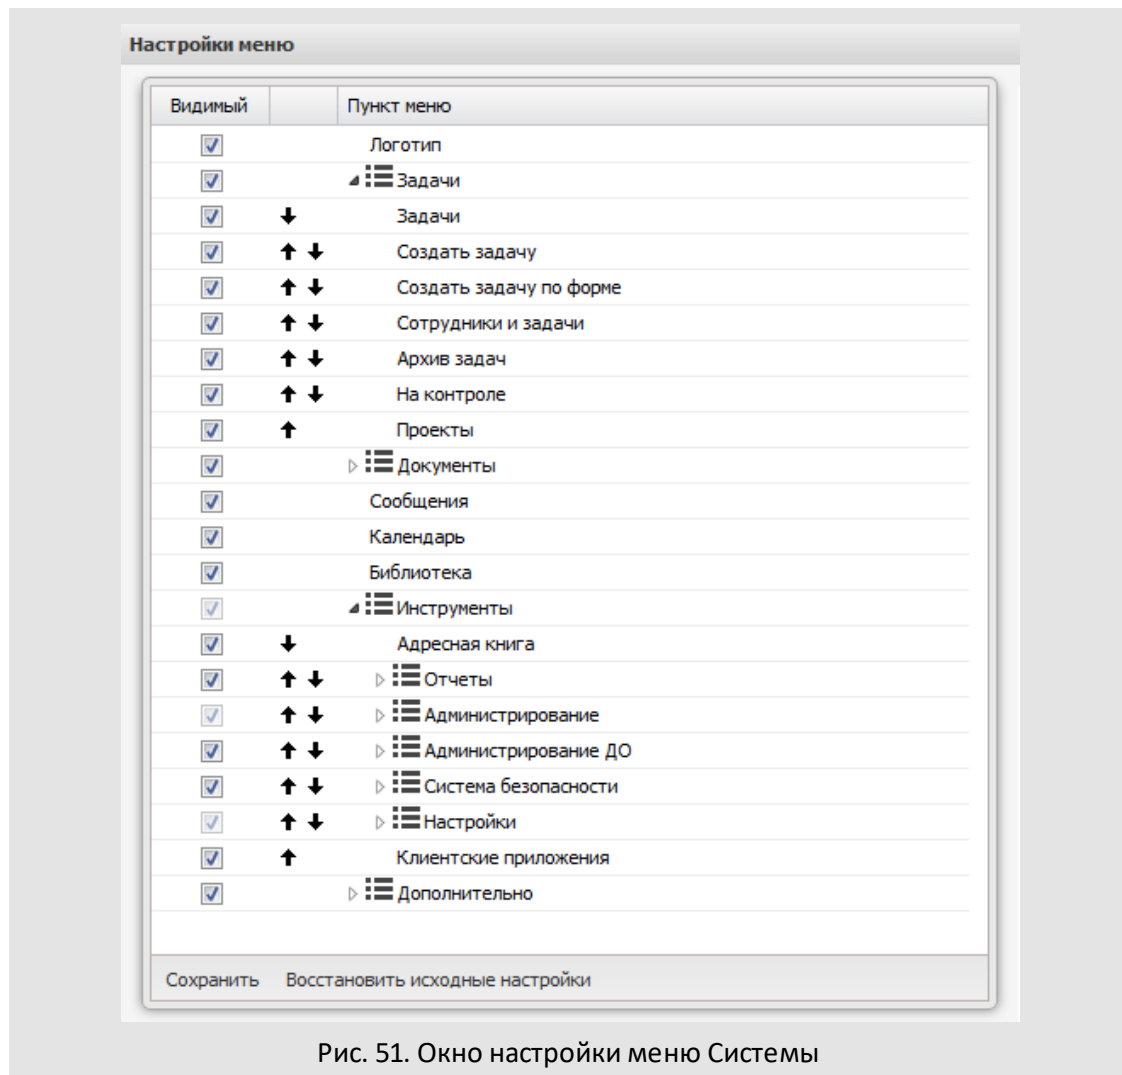 Настройки меню
Видимый Пункт меню
Логотип
Задачи
Задачи
Создать задачу
Создать задачу по форме
Сотрудники и задачи
Архив задач
На контроле
Проекты
Документы
Сообщения
Календарь
Библиотека
Инструменты
Адресная книга
Отчеты
Администрирование
Администрирование ДО
Система безопасности
Настройки
Клиентские приложения
Дополнительно
Сохранить Восстановить исходные настройки
Рис. 51. Окно настройки меню Системы